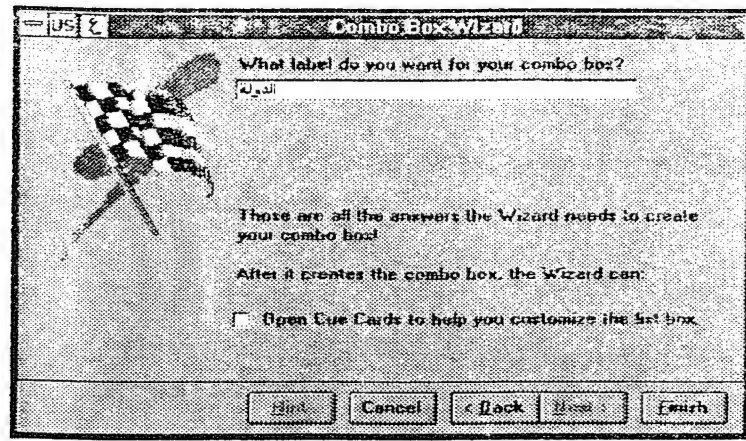 US ع Combo Box Wizard
What label do you want for your combo box?
الدولة
Those are all the answers the Wizard needs to create
your combo box!
After it creates the combo box, the Wizard can:
Open Cue Cards to help you customize the list box.
Hint Cancel < Back Next > Finish